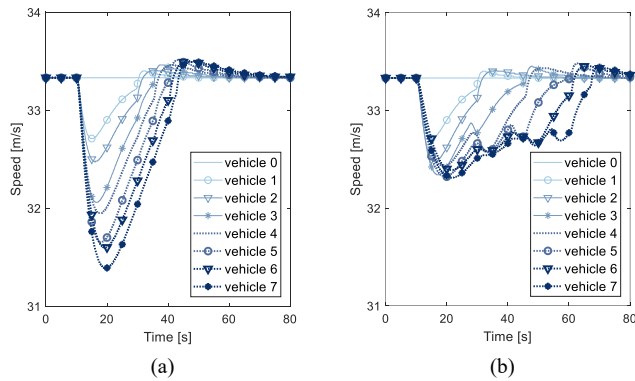 34
33
32
31
Speed [m/s]
0
20
40
60
80
Time [s]
vehicle 0
vehicle 1
vehicle 2
vehicle 3
vehicle 4
vehicle 5
vehicle 6
vehicle 7
(a)
34
33
32
31
Speed [m/s]
0
20
40
60
80
Time [s]
vehicle 0
vehicle 1
vehicle 2
vehicle 3
vehicle 4
vehicle 5
vehicle 6
vehicle 7
(b)